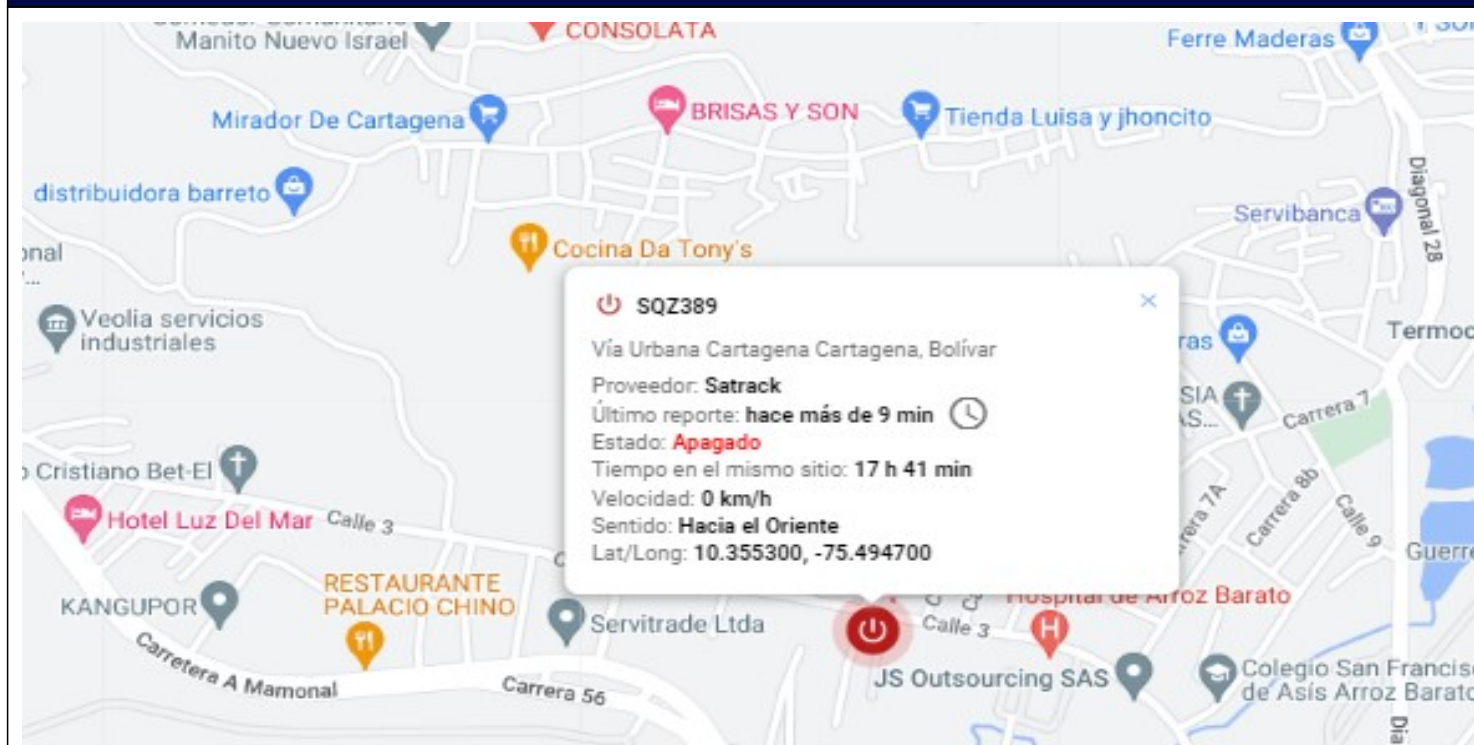 Manito Nuevo Israel
CONSOLATA
Ferre Maderas
Mirador De Cartagena
BRISAS Y SON
Tienda Luisa y jhoncito
distribuidora barreto
Diagonal 28
Servibanca
Cocina Da Tony's
Veolia servicios
industriales
SQZ389
Vía Urbana Cartagena Cartagena, Bolívar
Proveedor: Satrack
Último reporte: hace más de 9 min
Estado: Apagado
Tiempo en el mismo sitio: 17 h 41 min
Velocidad: 0 km/h
Sentido: Hacia el Oriente
Lat/Long: 10.355300, -75.494700
Carrera 7
Cristiano Bet-El
Hotel Luz Del Mar
Calle 3
Carrera 8b
Calle 9
RESTAURANTE
PALACIO CHINO
KANGUPOR
Servitrade Ltda
Hospital de Arroz Barato
Calle 3
Carretera A Mamonal
Carrera 56
JS Outsourcing SAS
Colegio San Francis
de Asís Arroz Barato